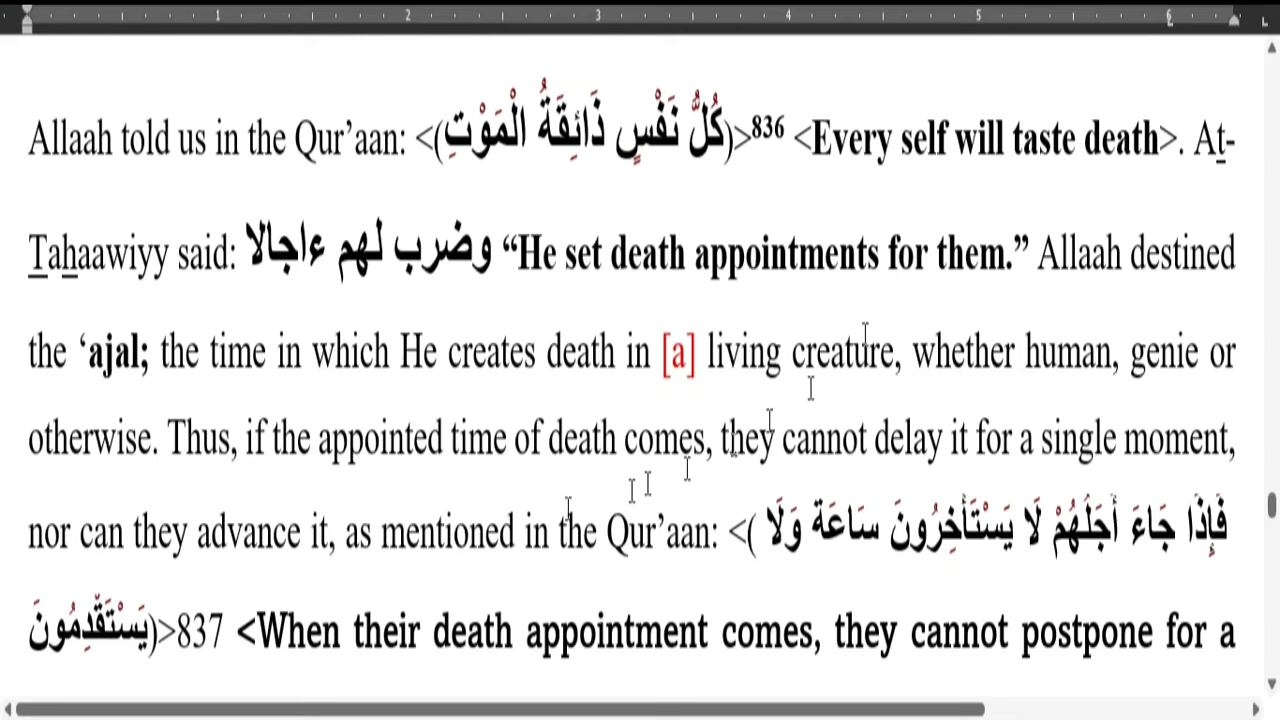 Allaah told us in the Qur’aan: <(كُلُّ نَفْسٍ ذَائِقَةُ الْمَوْتِ)>836 <Every self will taste death>. At-
Tahaawiyy said: وضرب لهم ءاجالا “He set death appointments for them.” Allaah destined
the ‘ajal; the time in which He creates death in [a] living creature, whether human, genie or
otherwise. Thus, if the appointed time of death comes, they cannot delay it for a single moment,
nor can they advance it, as mentioned in the Qur’aan: <( فَإِذَا جَاءَ أَجَلُهُمْ لَا يَسْتَأْخِرُونَ سَاعَة وَلَا
يَسْتَقْدِمُونَ)>837 <When their death appointment comes, they cannot postpone for a